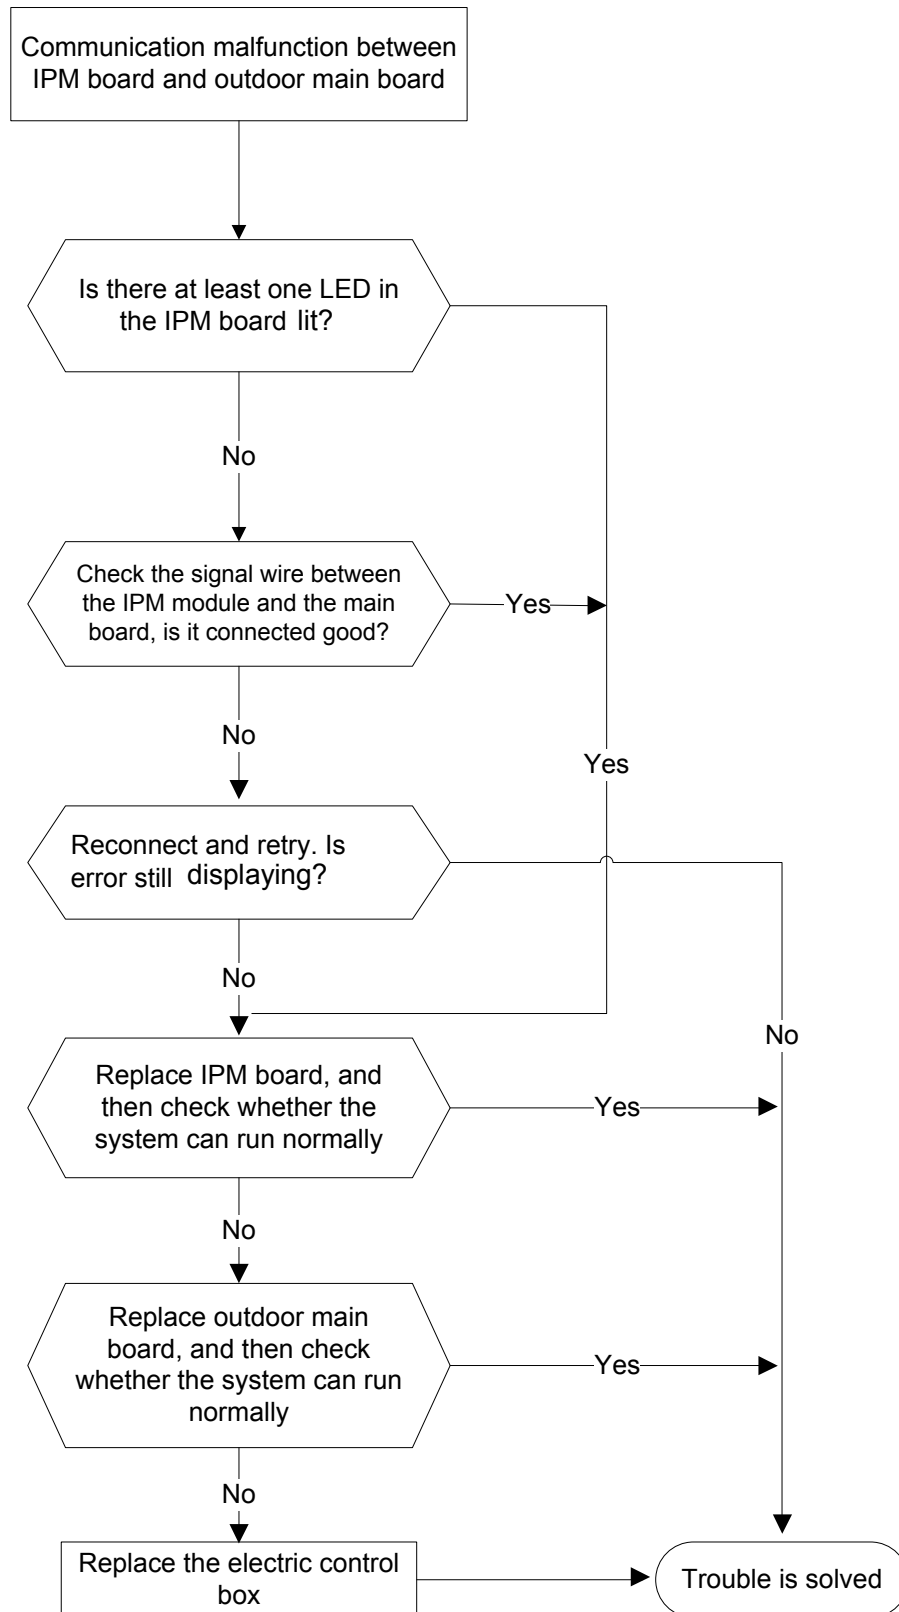 Communication malfunction between
IPM board and outdoor main board
Is there at least one LED in
the IPM board lit?
No
Check the signal wire between
the IPM module and the main
board, is it connected good?
Yes
No
Yes
Reconnect and retry. Is
error still displaying?
No
No
Replace IPM board, and
then check whether the
system can run normally
Yes
No
Replace outdoor main
board, and then check
whether the system can run
normally
Yes
No
Replace the electric control
box
Trouble is solved